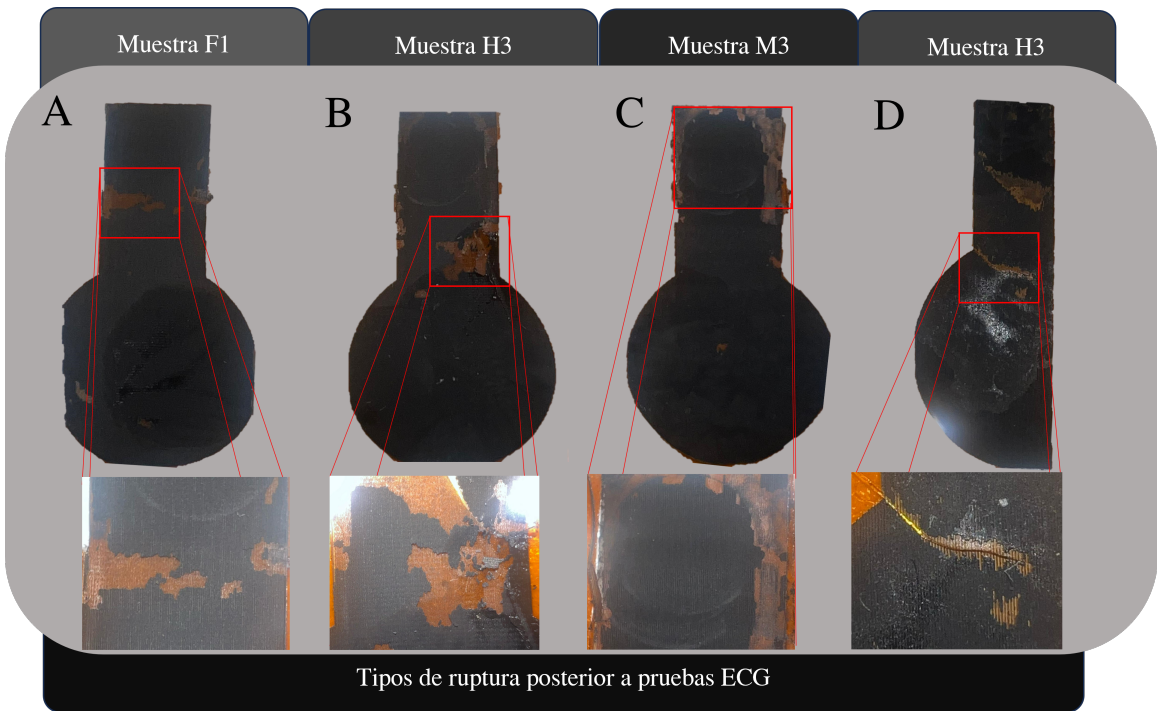 Muestra F1
Muestra H3
Muestra M3
Muestra H3
A
B
C
D
Tipos de ruptura posterior a pruebas ECG